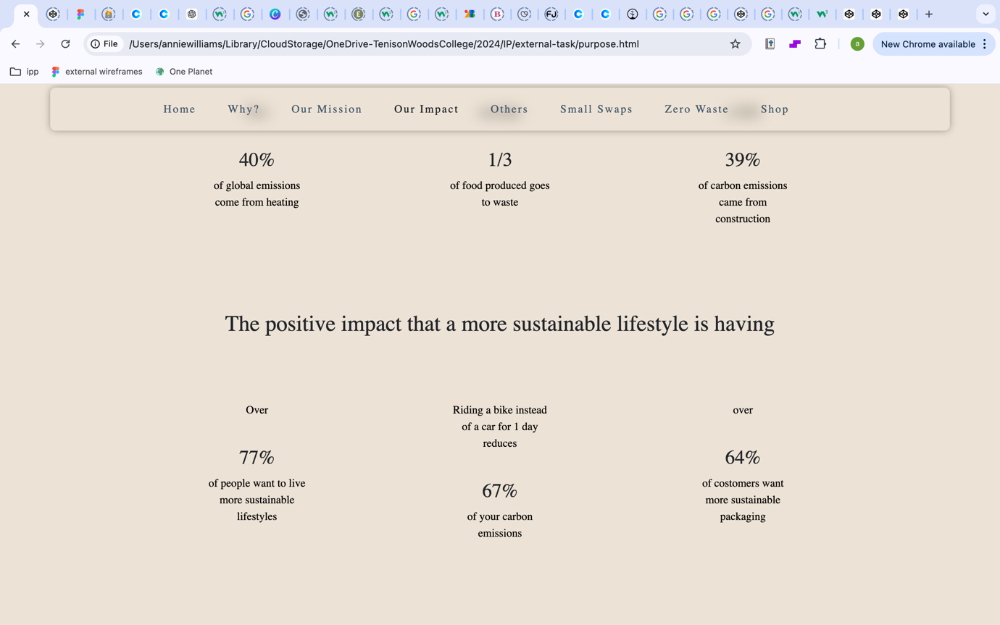 File
/Users/anniewilliams/Library/CloudStorage/OneDrive-TenisonWoodsCollege/2024/IP/external-task/purpose.html
a
New Chrome available
ipp
external wireframes
One Planet
Home Why? Our Mission Our Impact Others Small Swaps Zero Waste Shop
40%
of global emissions
come from heating
1/3
of food produced goes
to waste
39%
of carbon emissions
came from
construction
The positive impact that a more sustainable lifestyle is having
Over
77%
of people want to live
more sustainable
lifestyles
Riding a bike instead
of a car for 1 day
reduces
67%
of your carbon
emissions
over
64%
of costomers want
more sustainable
packaging